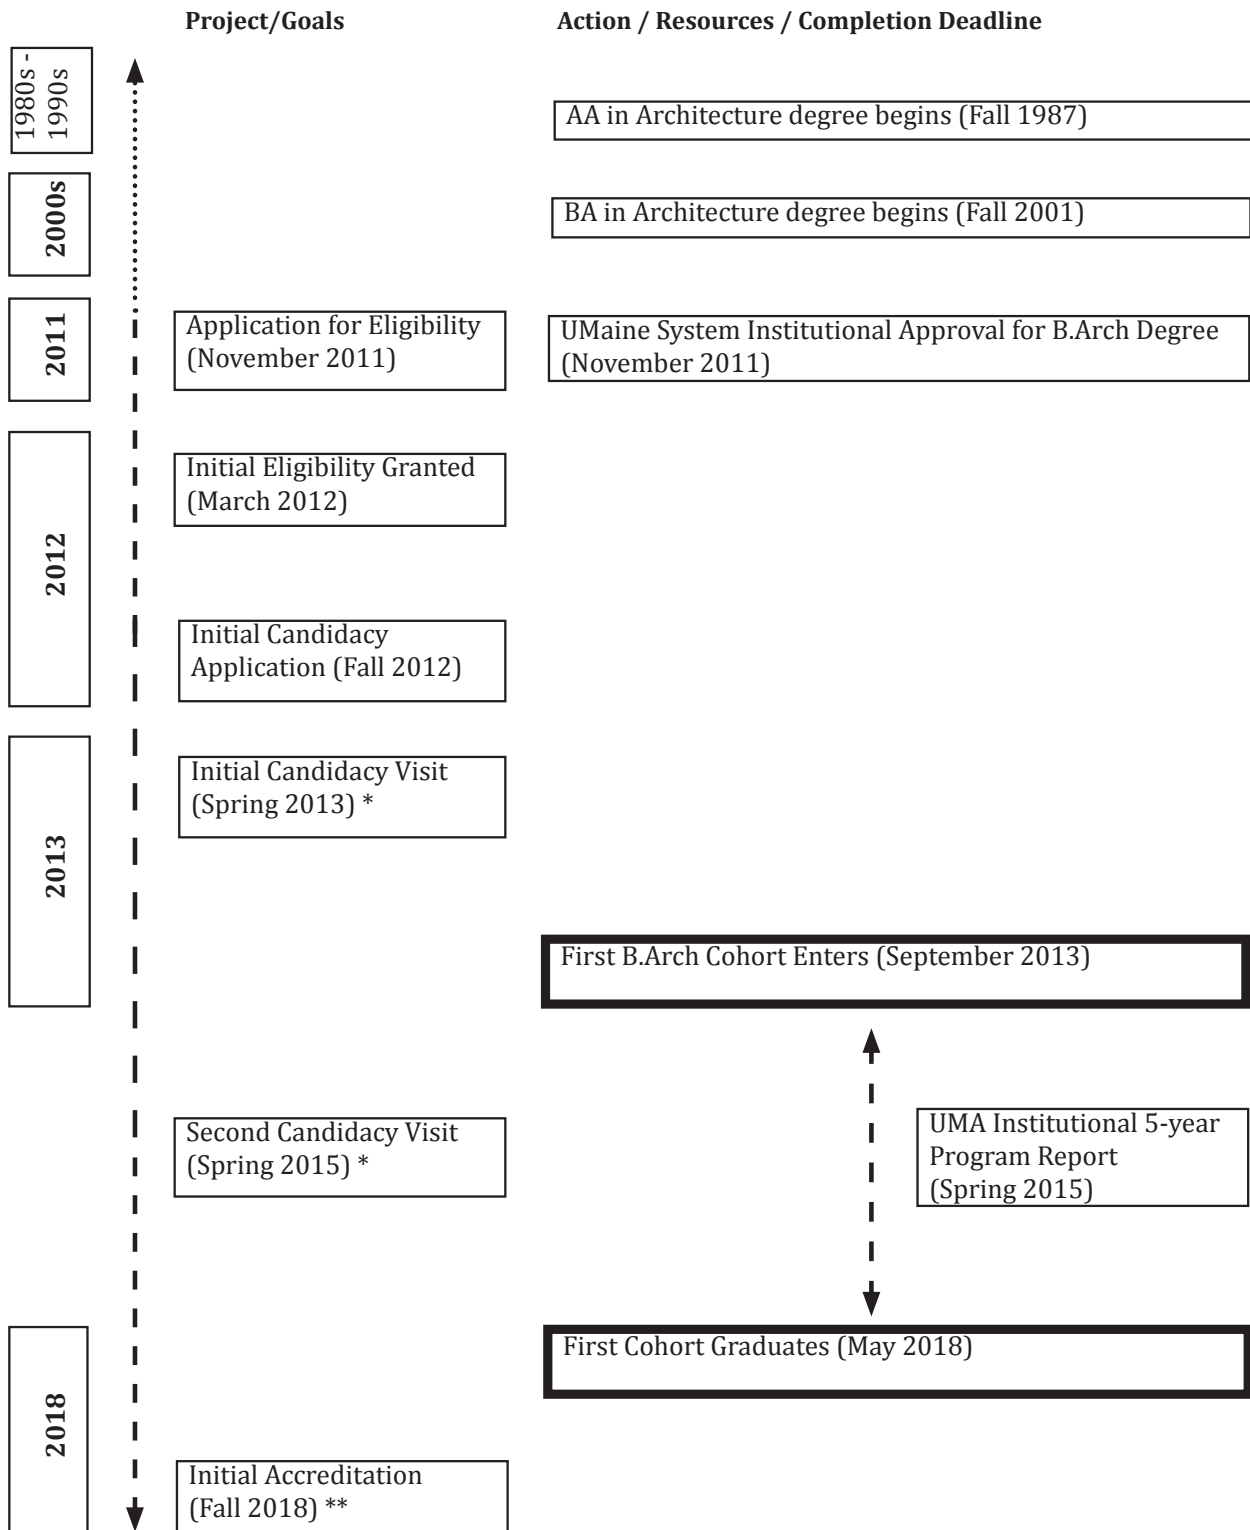 Project/Goals
Action / Resources / Completion Deadline
1980s -
1990s
AA in Architecture degree begins (Fall 1987)
2000s
BA in Architecture degree begins (Fall 2001)
2011
Application for Eligibility
(November 2011)
UMaine System Institutional Approval for B.Arch Degree
(November 2011)
2012
Initial Eligibility Granted
(March 2012)
Initial Candidacy
Application (Fall 2012)
2013
Initial Candidacy Visit
(Spring 2013) *
First B.Arch Cohort Enters (September 2013)
Second Candidacy Visit
(Spring 2015) *
UMA Institutional 5-year
Program Report
(Spring 2015)
2018
First Cohort Graduates (May 2018)
Initial Accreditation
(Fall 2018) **